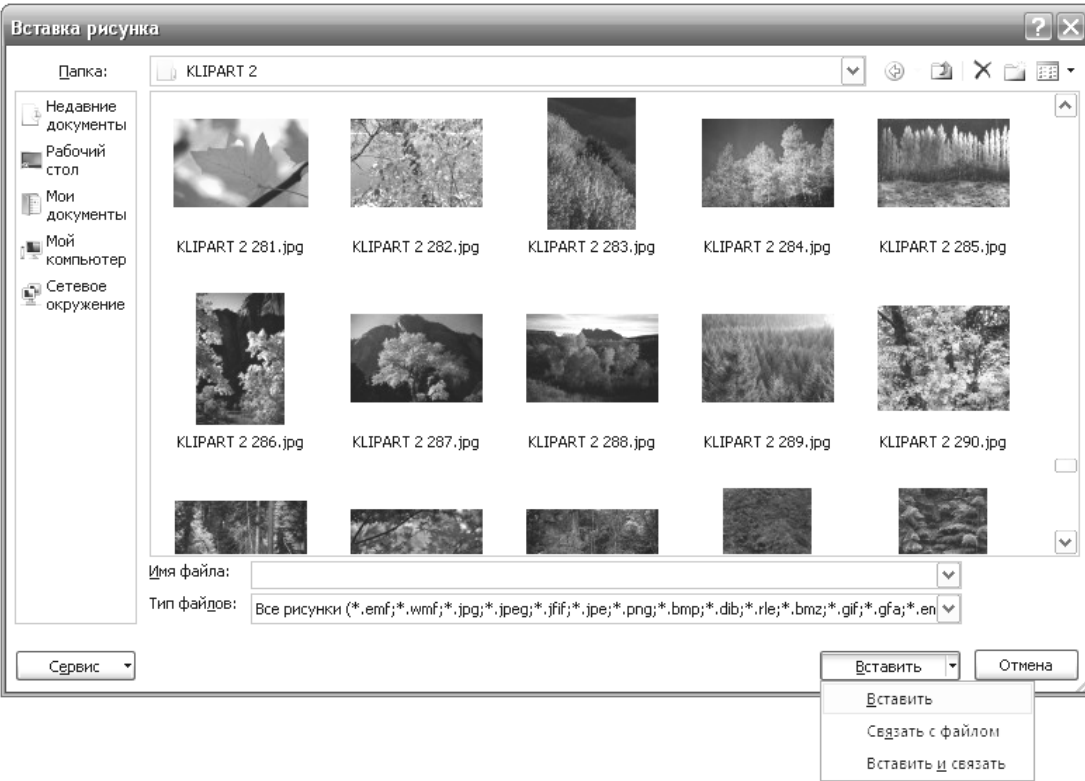 Вставка рисунка
Папка:
KLIPART 2
Недавние
документы
Рабочий
стол
Мои
документы
Мой
компьютер
Сетевое
окружение
KLIPART 2 281.jpg
KLIPART 2 282.jpg
KLIPART 2 283.jpg
KLIPART 2 284.jpg
KLIPART 2 285.jpg
KLIPART 2 286.jpg
KLIPART 2 287.jpg
KLIPART 2 288.jpg
KLIPART 2 289.jpg
KLIPART 2 290.jpg
Имя файла:
Тип файлов:
Все рисунки (*.emf;*.wmf;*.jpg;*.jpeg;*.jfif;*.jpe;*.png;*.bmp;*.dib;*.rle;*.bmz;*.gif;*.gfa;*.en
Сервис
Вставить
Отмена
Вставить
Связать с файлом
Вставить и связать